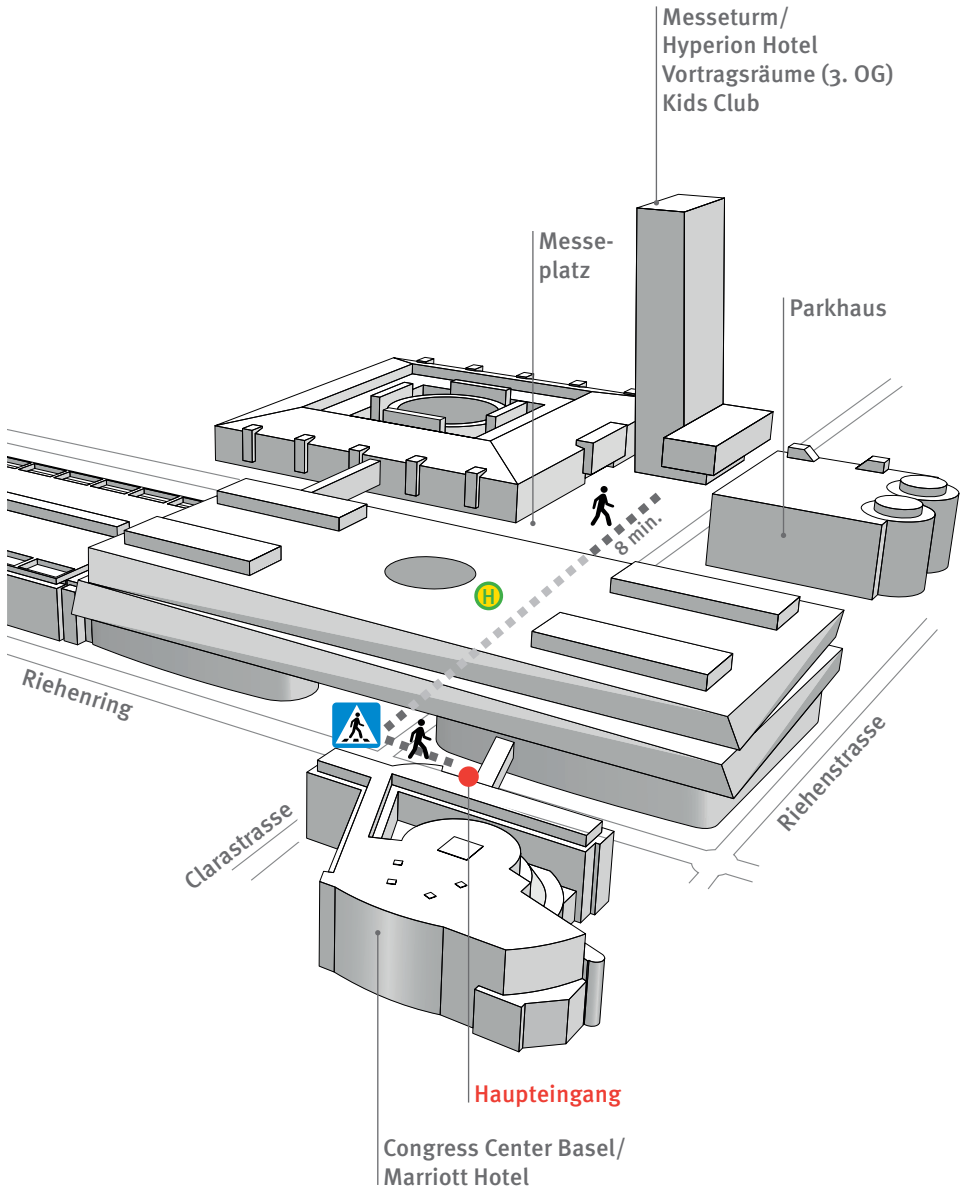 Messeturm/
Hyperion Hotel
Vortragsräume (3. OG)
Kids Club
Messe-
platz
Parkhaus
8 min.
H
Riehenring
Riehenstrasse
Clarastrasse
Haupteingang
Congress Center Basel/
Marriott Hotel